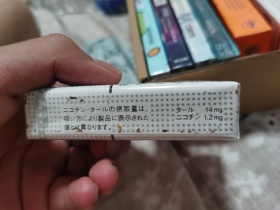 ニコチン・タールの摂取量は、
吸い方により製品に表示された
値とは異なります。
タール 14mg
ニコチン 1.2mg